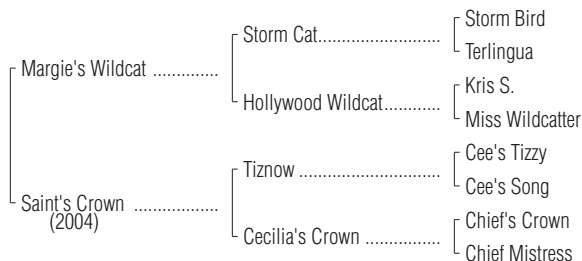 Margie's Wildcat ..............
Saint's Crown ..................
(2004)
Storm Cat..........................
Hollywood Wildcat............
Tiznow .............................
Cecilia's Crown ................
Storm Bird
Terlingua
Kris S.
Miss Wildcatter
Cee's Tizzy
Cee's Song
Chief's Crown
Chief Mistress